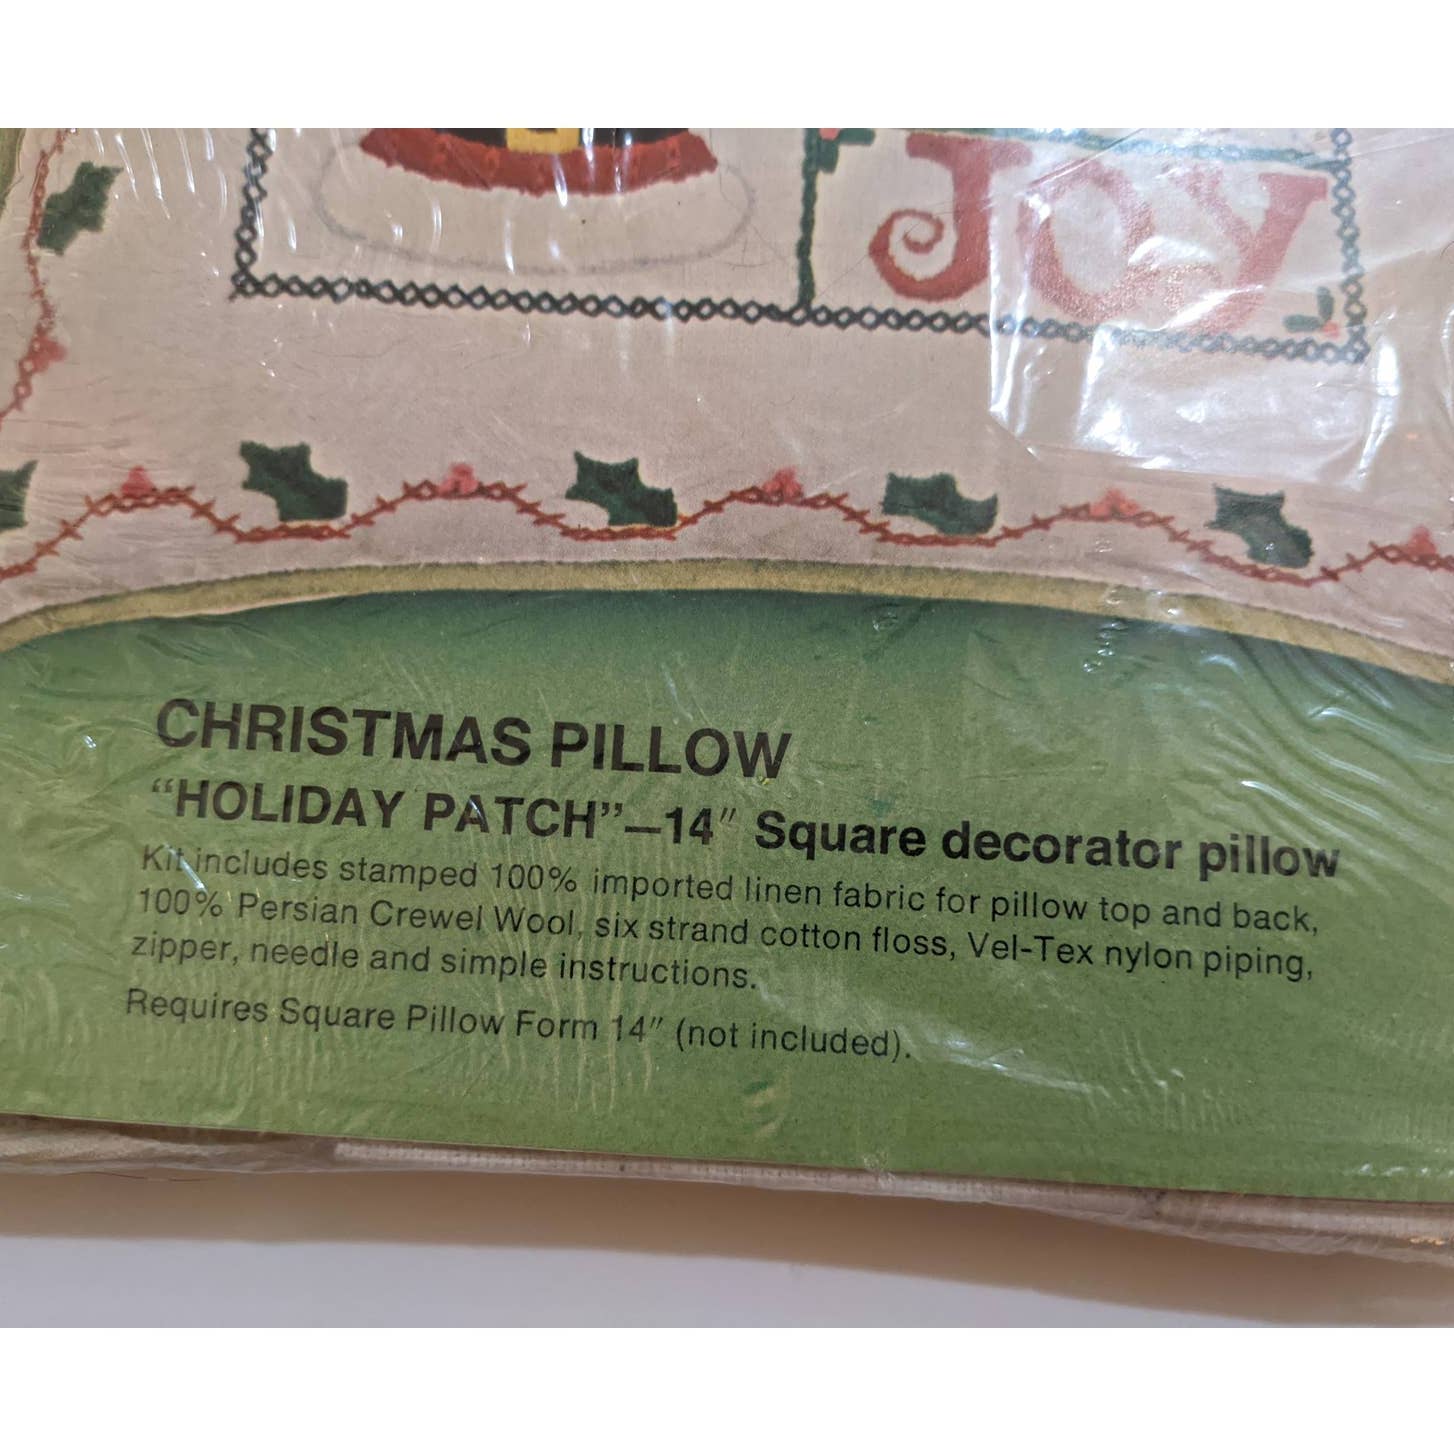 JOY
CHRISTMAS PILLOW
“HOLIDAY PATCH”—14″ Square decorator pillow
Kit includes stamped 100% imported linen fabric for pillow top and back,
100% Persian Crewel Wool, six strand cotton floss, Vel-Tex nylon piping,
zipper, needle and simple instructions.
Requires Square Pillow Form 14″ (not included).